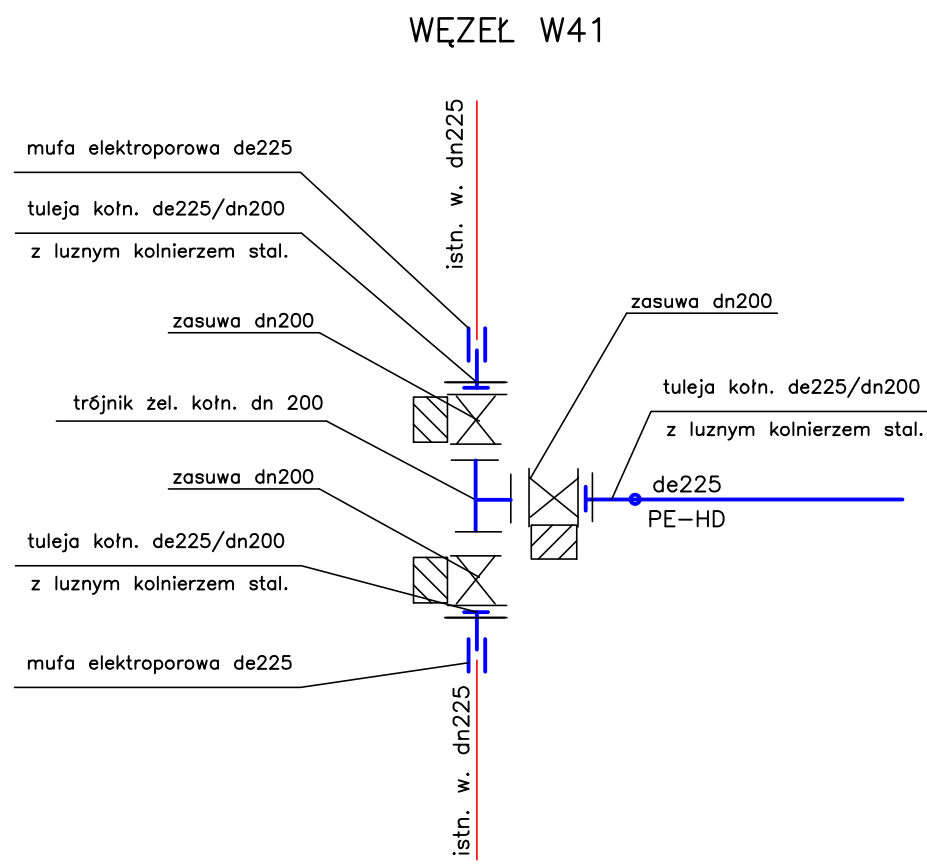 WĘZEŁ W41
istn. w. dn225
mufa elektroporowa de225
tuleja kołn. de225/dn200
z luznym kolnierzem stal.
zasuwa dn200
zasuwa dn200
trójnik żel. kołn. dn 200
tuleja kołn. de225/dn200
z luznym kolnierzem stal.
zasuwa dn200
de225
PE-HD
tuleja kołn. de225/dn200
z luznym kolnierzem stal.
mufa elektroporowa de225
istn. w. dn225